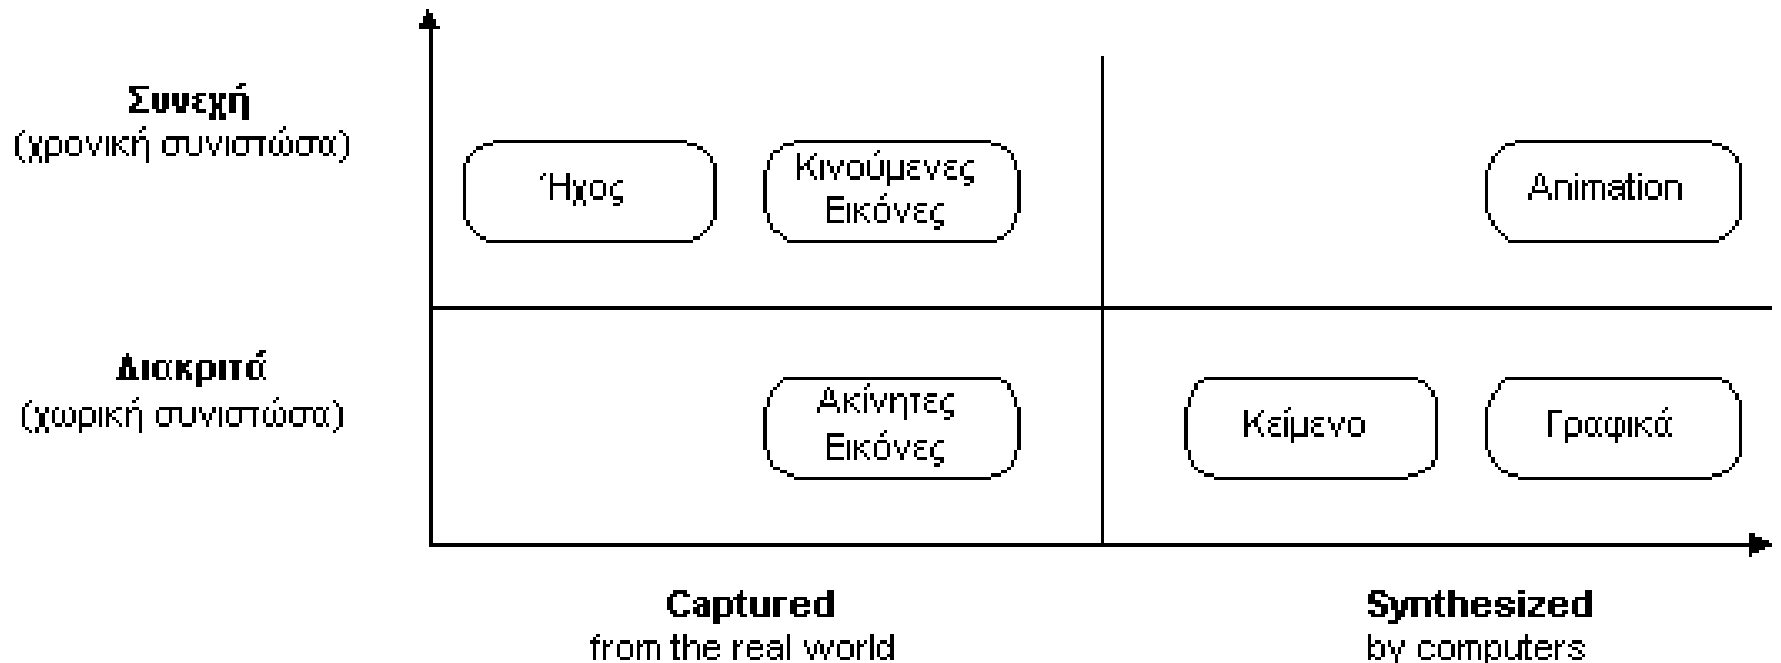 Συνεχή
(χρονική συνιστώσα)
Ήχος
Κινούμενες
Εικόνες
Animation
Διακριτά
(χωρική συνιστώσα)
Ακίνητες
Εικόνες
Κείμενο
Γραφικά
Captured
from the real world
Synthesized
by computers